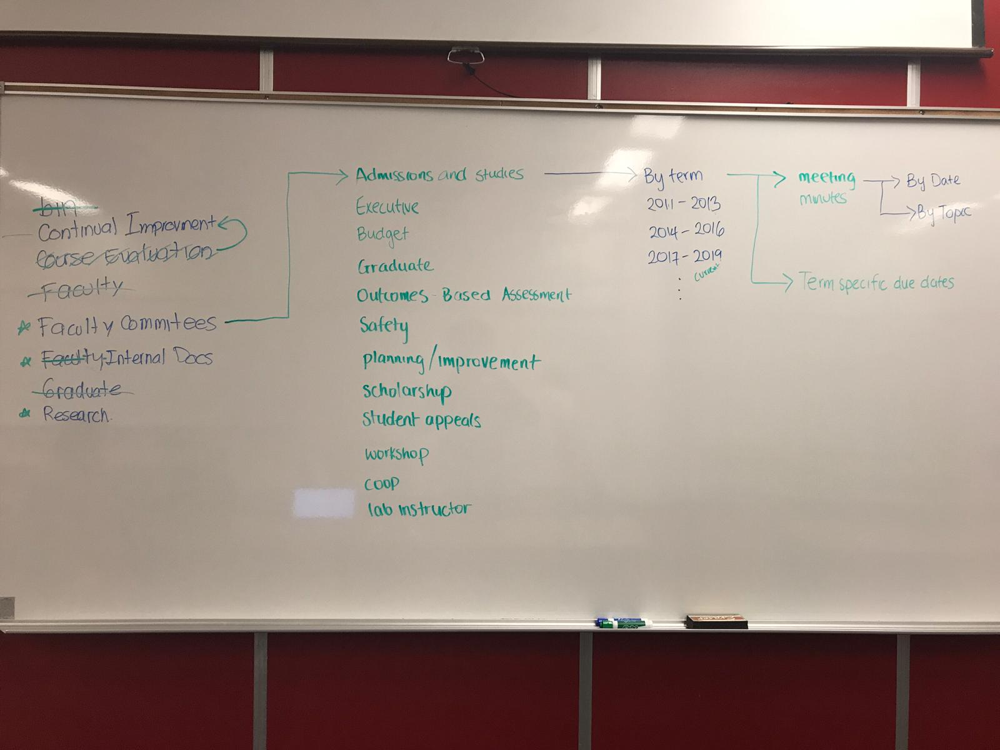 bin
Continual Improvment
Course Evaluation
Faculty
Faculty Commitees
Faculty Internal Docs
Graduate
Research.
Admissions and studies
Executive
Budget
Graduate
Outcomes-Based Assessment
Safety
planning/improvement
scholarship
Student appeals
workshop
coop
lab instructor
By term
2011-2013
2014-2016
2017-2019
current
meeting
minutes
By Date
By Topic
Term specific due dates